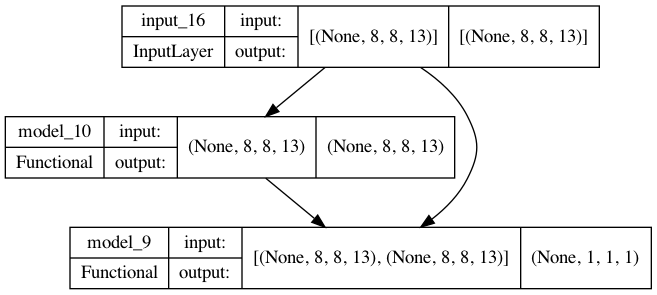 input_16 input: [(None, 8, 8, 13)] [(None, 8, 8, 13)]
InputLayer output:
model_10 input: (None, 8, 8, 13) (None, 8, 8, 13)
Functional output:
model_9 input: [(None, 8, 8, 13), (None, 8, 8, 13)] (None, 1, 1, 1)
Functional output: